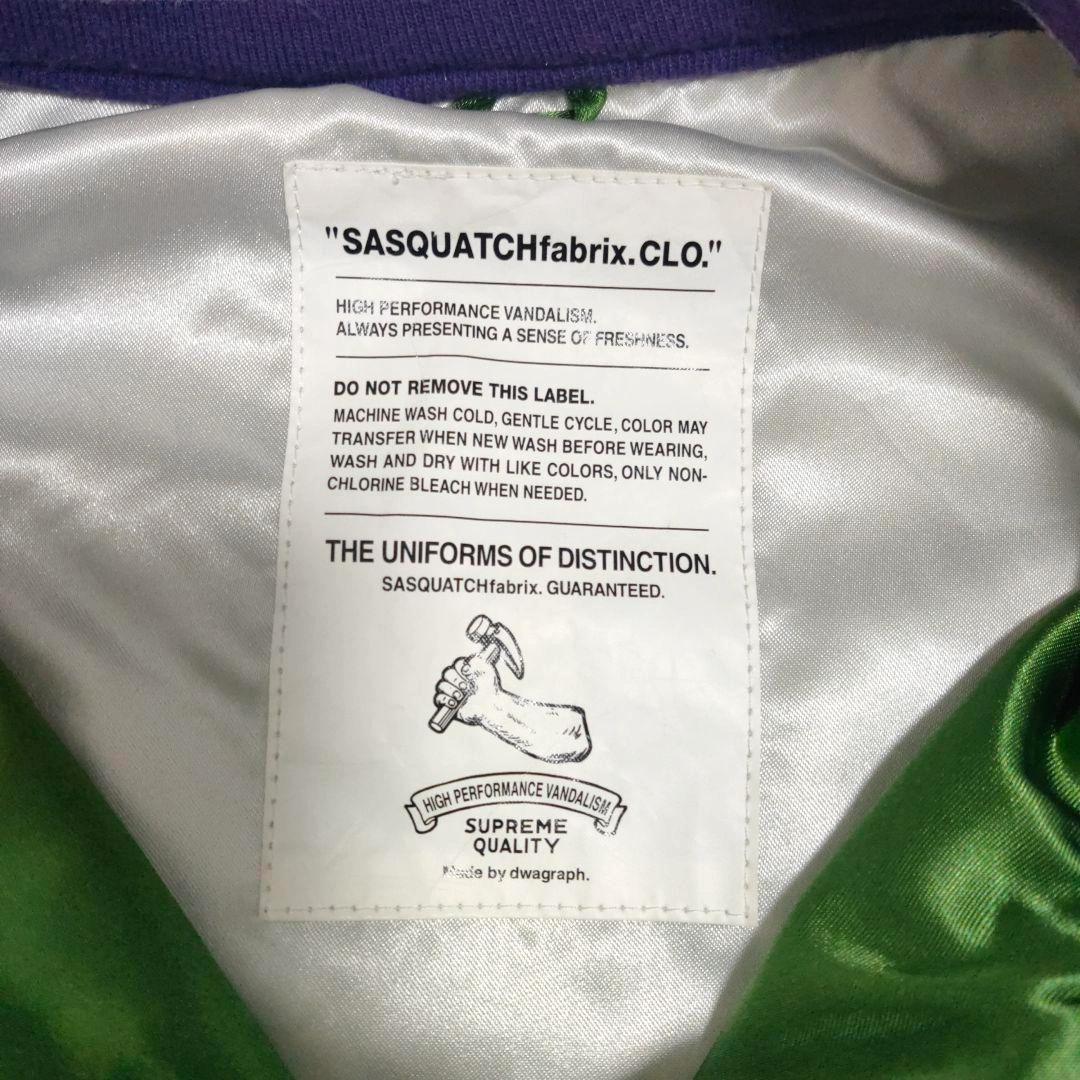 "SASQUATCHfabrix.CLO."
HIGH PERFORMANCE VANDALISM.
ALWAYS PRESENTING A SENSE OF FRESHNESS.
DO NOT REMOVE THIS LABEL.
MACHINE WASH COLD, GENTLE CYCLE, COLOR MAY
TRANSFER WHEN NEW WASH BEFORE WEARING,
WASH AND DRY WITH LIKE COLORS, ONLY NON-
CHLORINE BLEACH WHEN NEEDED.
THE UNIFORMS OF DISTINCTION.
SASQUATCHfabrix. GUARANTEED.
HIGH PERFORMANCE VANDALISM
SUPREME
QUALITY
Made by dwagraph.